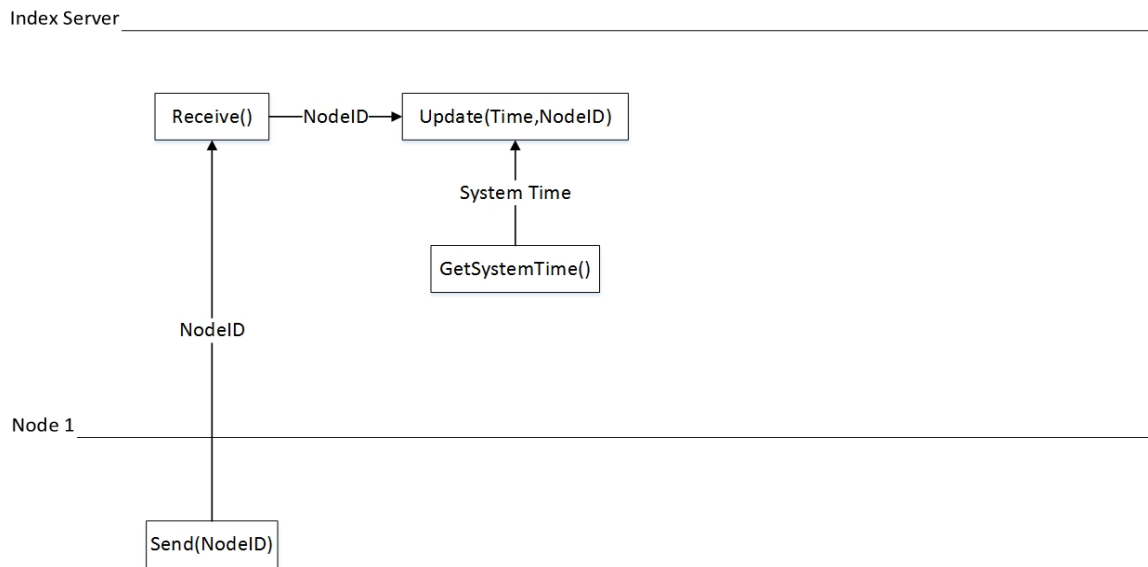 Index Server
Receive()
NodeID
Update(Time,NodeID)
System Time
GetSystemTime()
NodeID
Node 1
Send(NodeID)